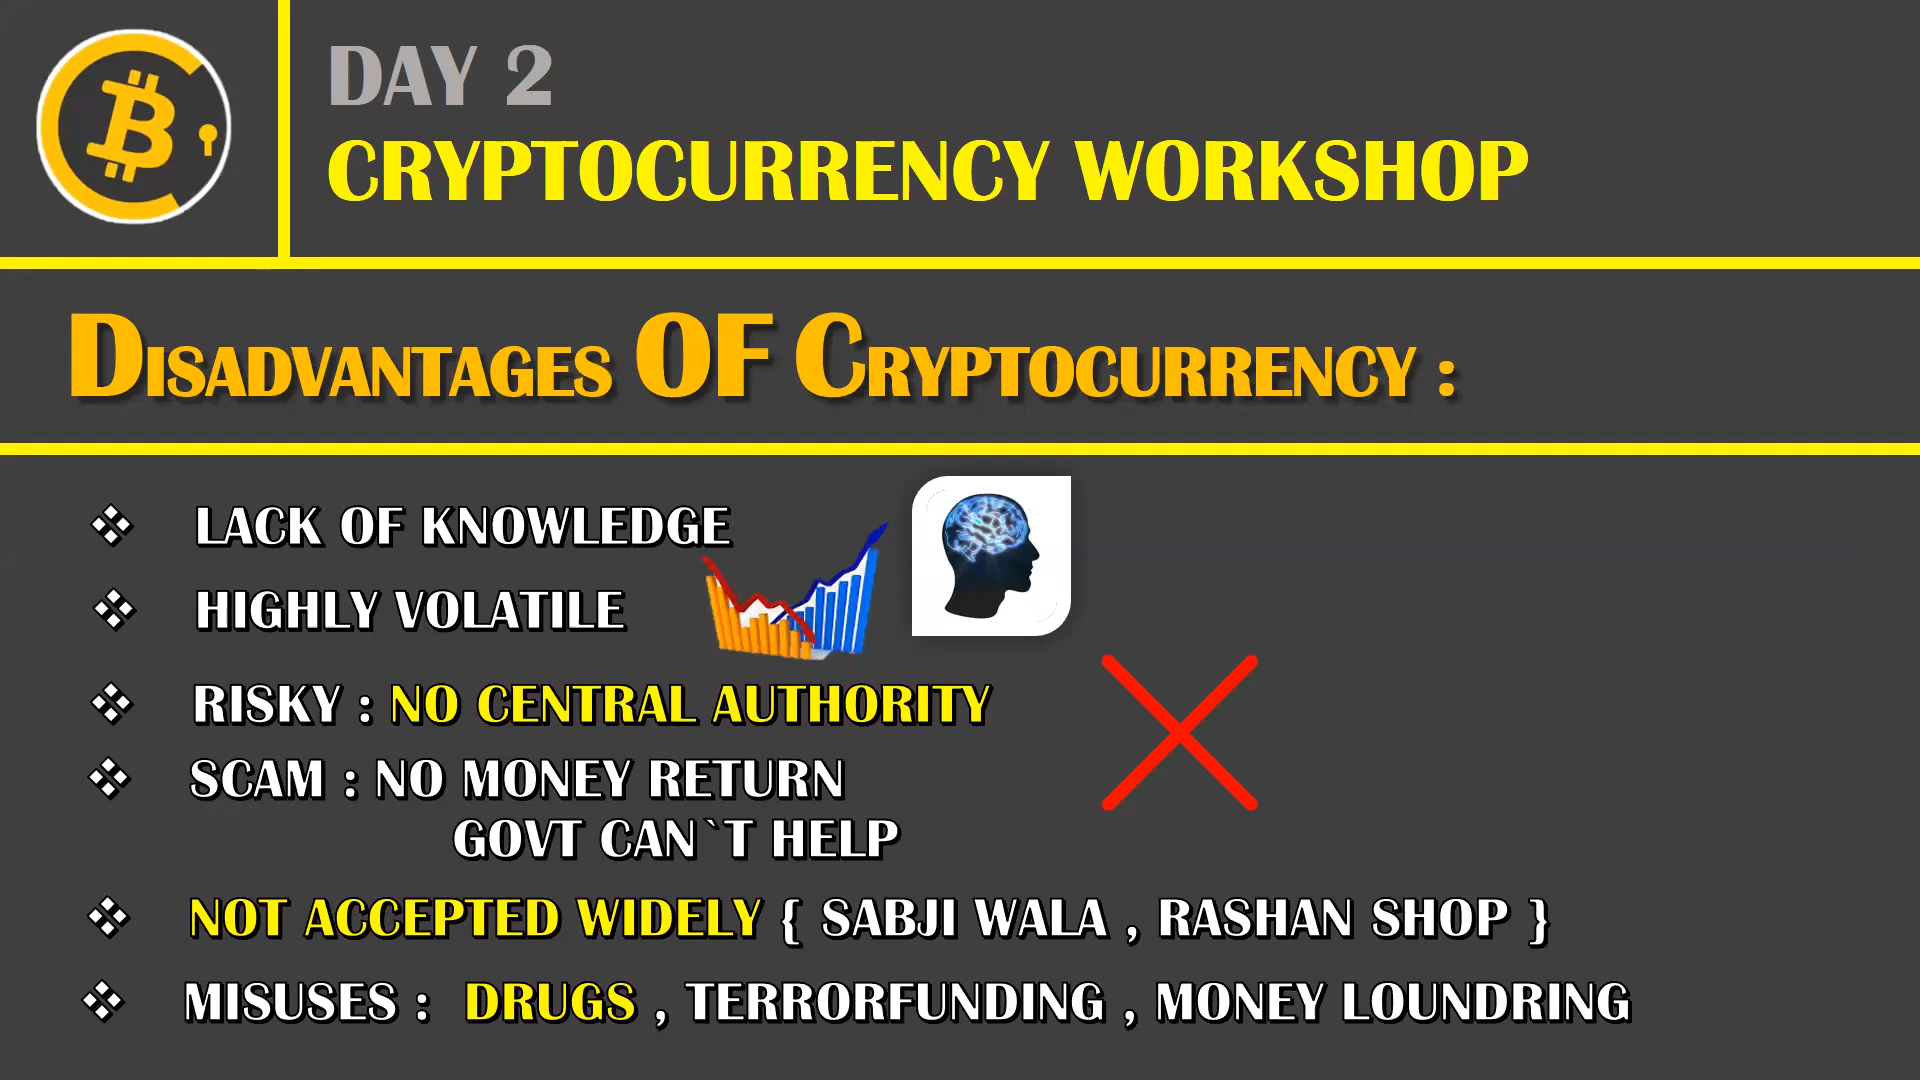 DAY 2
CRYPTOCURRENCY WORKSHOP
DISADVANTAGES OF CRYPTOCURRENCY :
LACK OF KNOWLEDGE
HIGHLY VOLATILE
RISKY : NO CENTRAL AUTHORITY
SCAM : NO MONEY RETURN
GOVT CAN`T HELP
NOT ACCEPTED WIDELY { SABJI WALA , RASHAN SHOP }
MISUSES : DRUGS , TERRORFUNDING , MONEY LOUNDRING